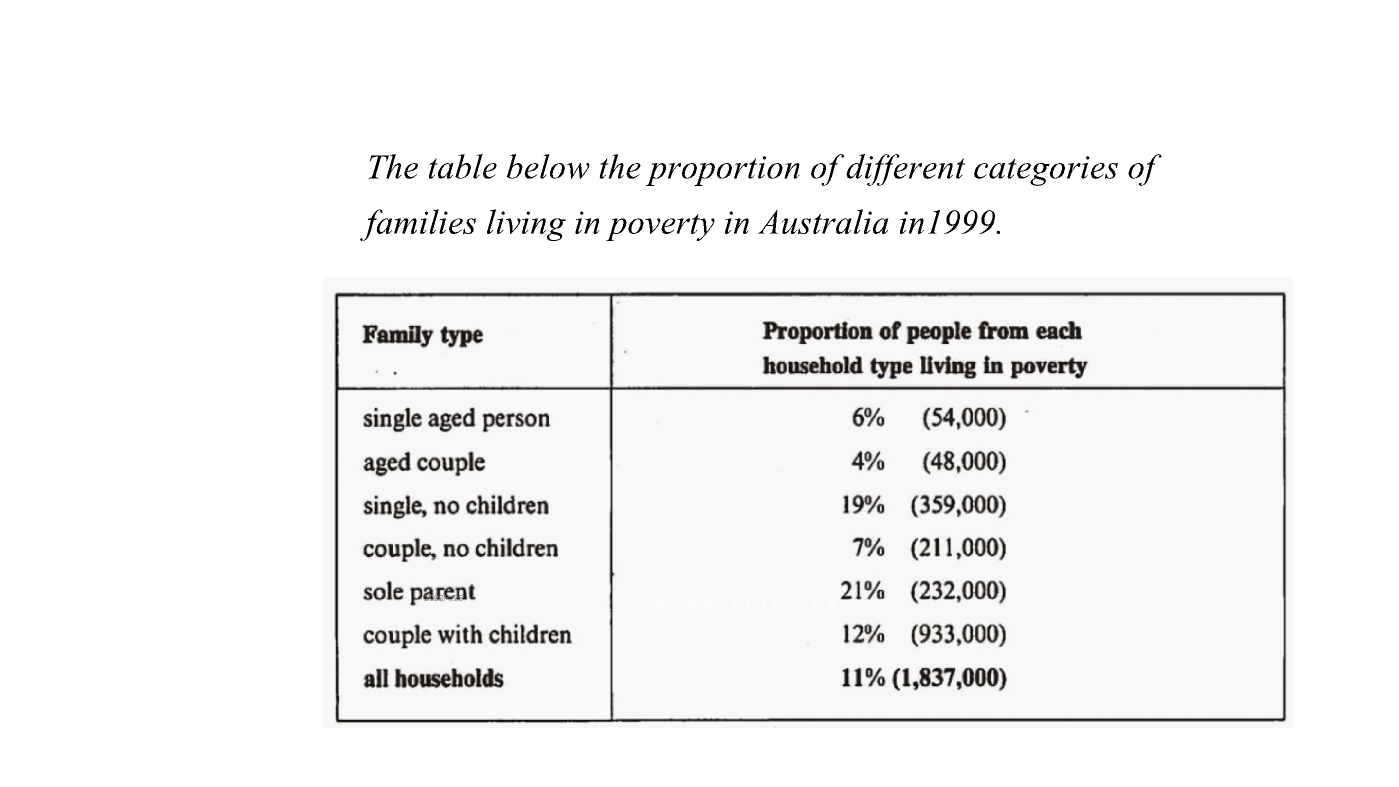 The table below the proportion of different categories of
families living in poverty in Australia in1999.
Family type
Proportion of people from each
household type living in poverty
single aged person 6% (54,000)
aged couple 4% (48,000)
single, no children 19% (359,000)
couple, no children 7% (211,000)
sole parent 21% (232,000)
couple with children 12% (933,000)
all households 11% (1,837,000)